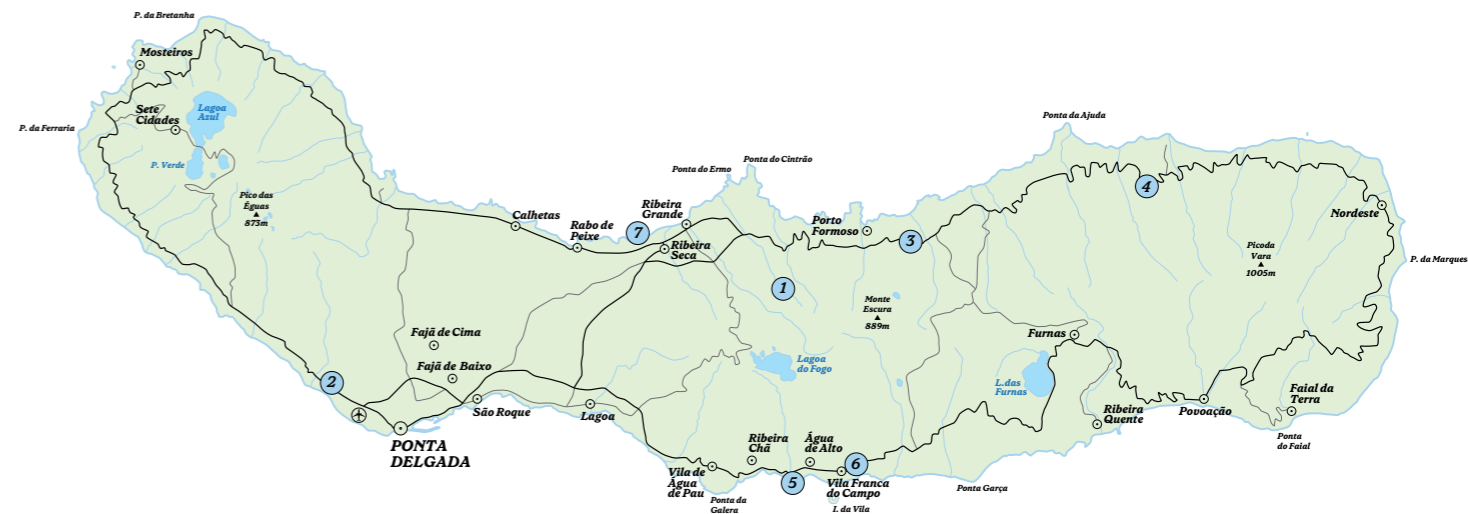 P. da Bretanha
Mosteiros
Sete
Cidades
Lagoa
Azul
P. da Ferraria
P. Verde
Pico das
Éguas
873m
Calhetas
Rabo de
Peixe
7
Ribeira
Grande
Ribeira
Seca
Ponta do Ermo
Ponta do Cintrão
Porto
Formoso
3
Ponta da Ajuda
4
Nordeste
Picoda
Vara
1005m
P. da Marques
1
Monte
Escura
889m
Lagoa
do Fogo
Furnas
L.das
Furnas
Fajã de Cima
Fajã de Baixo
2
São Roque
Lagoa
PONTA
DELGADA
Vila de
Água
de Pau
Ribeira
Chã
Água
de Alto
6
5
Vila Franca
do Campo
Ponta da
Galera
I. da Vila
Ponta Garça
Ribeira
Quente
Povoação
Faial da
Terra
Ponta
do Faial